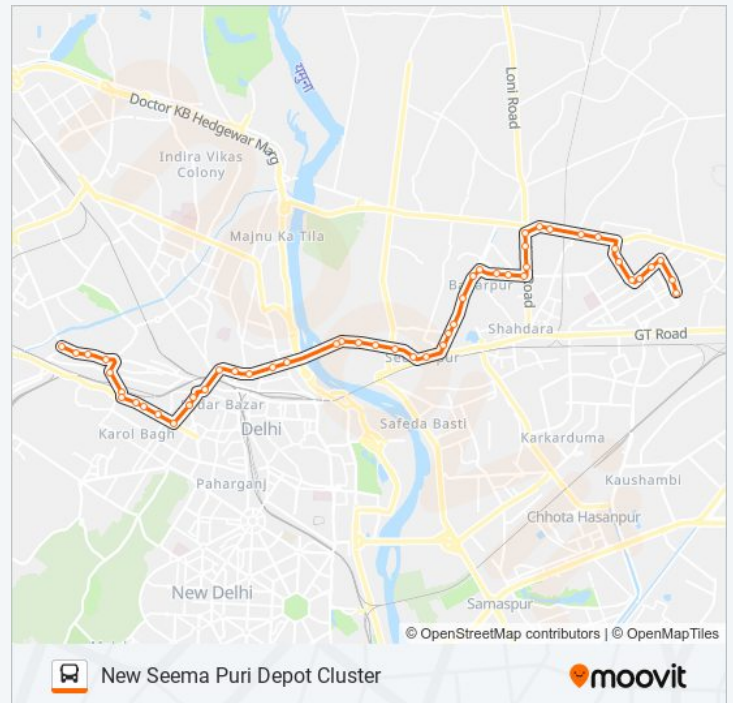 Loni Road
Doctor KB Hedgewar Marg
Indira Vikas
Colony
Majnu Ka Tila
Shahdara
GT Road
Karol Bagh
Delhi
Safeda Basti
Karkarduma
Paharganj
Kaushambi
Chhota Hasanpur
New Delhi
Samaspur
© OpenStreetMap contributors | © OpenMapTiles
New Seema Puri Depot Cluster
moovit